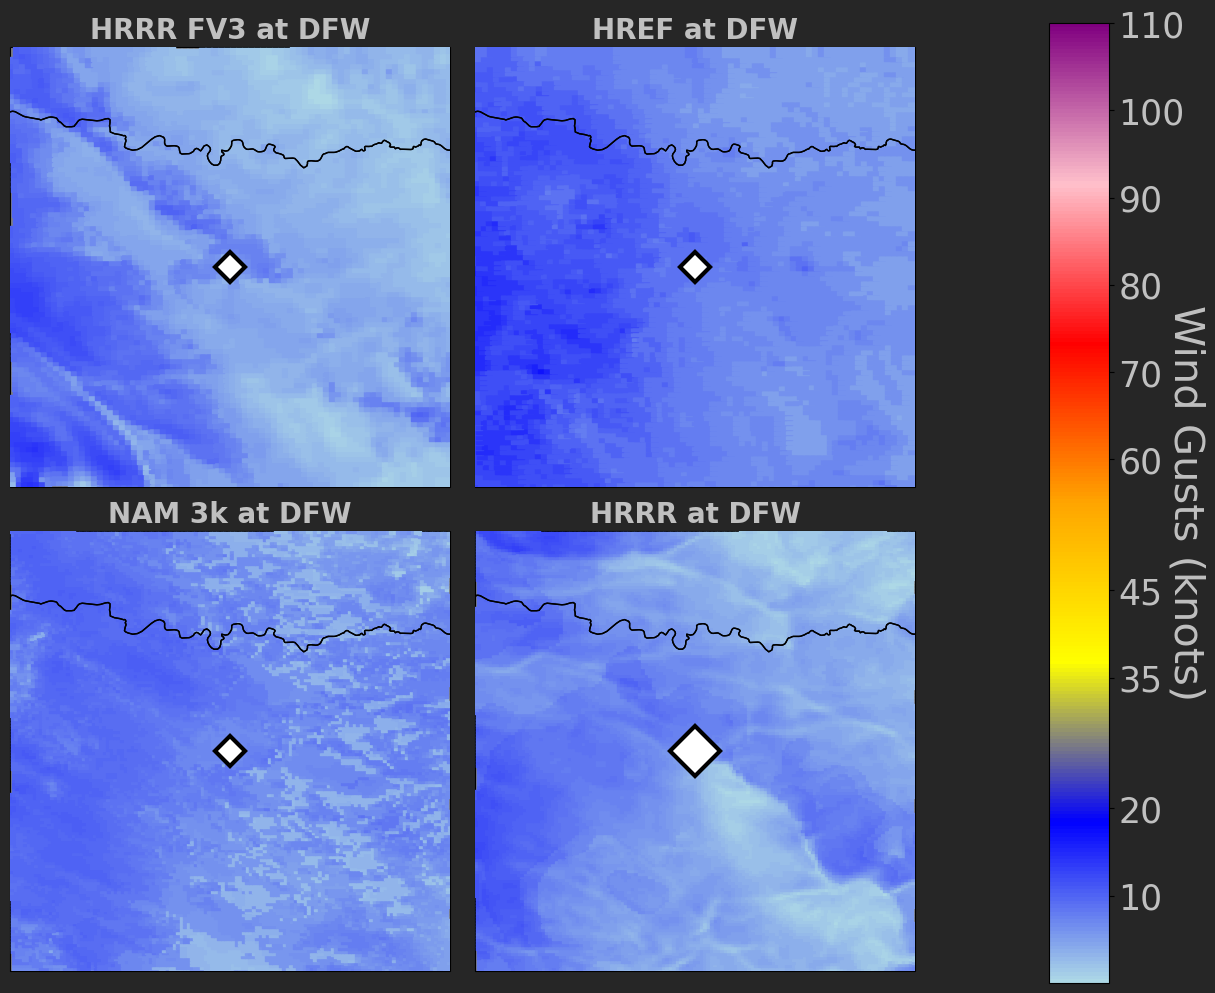 HRRR FV3 at DFW
HREF at DFW
NAM 3k at DFW
HRRR at DFW
110
100
90
80
70
60
45
35
20
10
Wind Gusts (knots)